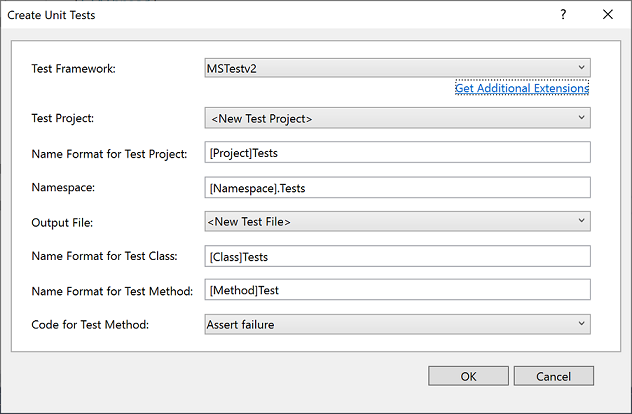 Create Unit Tests
Test Framework: MSTestv2
Get Additional Extensions
Test Project: <New Test Project>
Name Format for Test Project: [Project]Tests
Namespace: [Namespace].Tests
Output File: <New Test File>
Name Format for Test Class: [Class]Tests
Name Format for Test Method: [Method]Test
Code for Test Method: Assert failure
OK Cancel